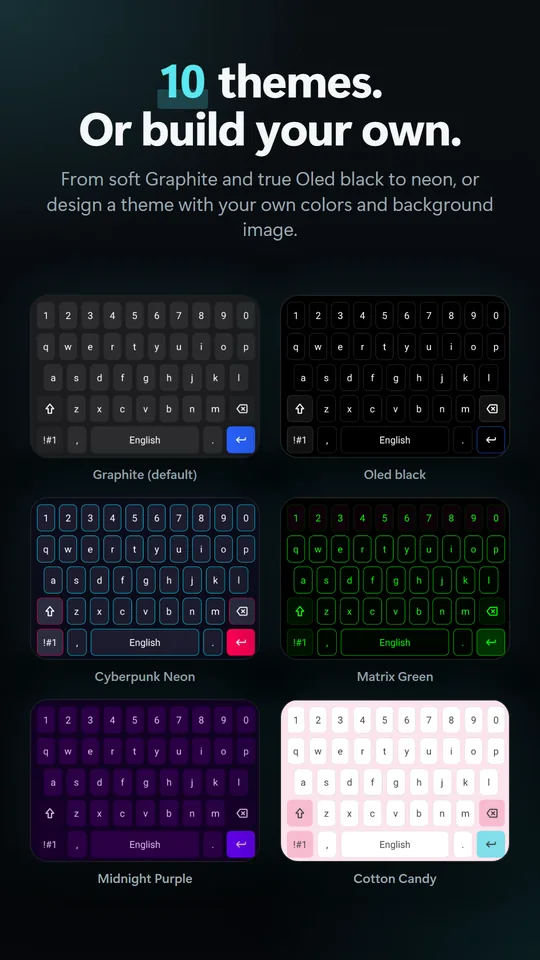 10 themes.
Or build your own.
From soft Graphite and true Oled black to neon, or
design a theme with your own colors and background
image.
1 2 3 4 5 6 7 8 9 0
q w e r t y u i o p
a s d f g h j k l
z x c v b n m
!#1 , English .
Graphite (default)
1 2 3 4 5 6 7 8 9 0
q w e r t y u i o p
a s d f g h j k l
z x c v b n m
!#1 , English .
Oled black
1 2 3 4 5 6 7 8 9 0
q w e r t y u i o p
a s d f g h j k l
z x c v b n m
!#1 , English .
Cyberpunk Neon
1 2 3 4 5 6 7 8 9 0
q w e r t y u i o p
a s d f g h j k l
z x c v b n m
!#1 , English .
Matrix Green
1 2 3 4 5 6 7 8 9 0
q w e r t y u i o p
a s d f g h j k l
z x c v b n m
!#1 , English .
Midnight Purple
1 2 3 4 5 6 7 8 9 0
q w e r t y u i o p
a s d f g h j k l
z x c v b n m
!#1 , English .
Cotton Candy